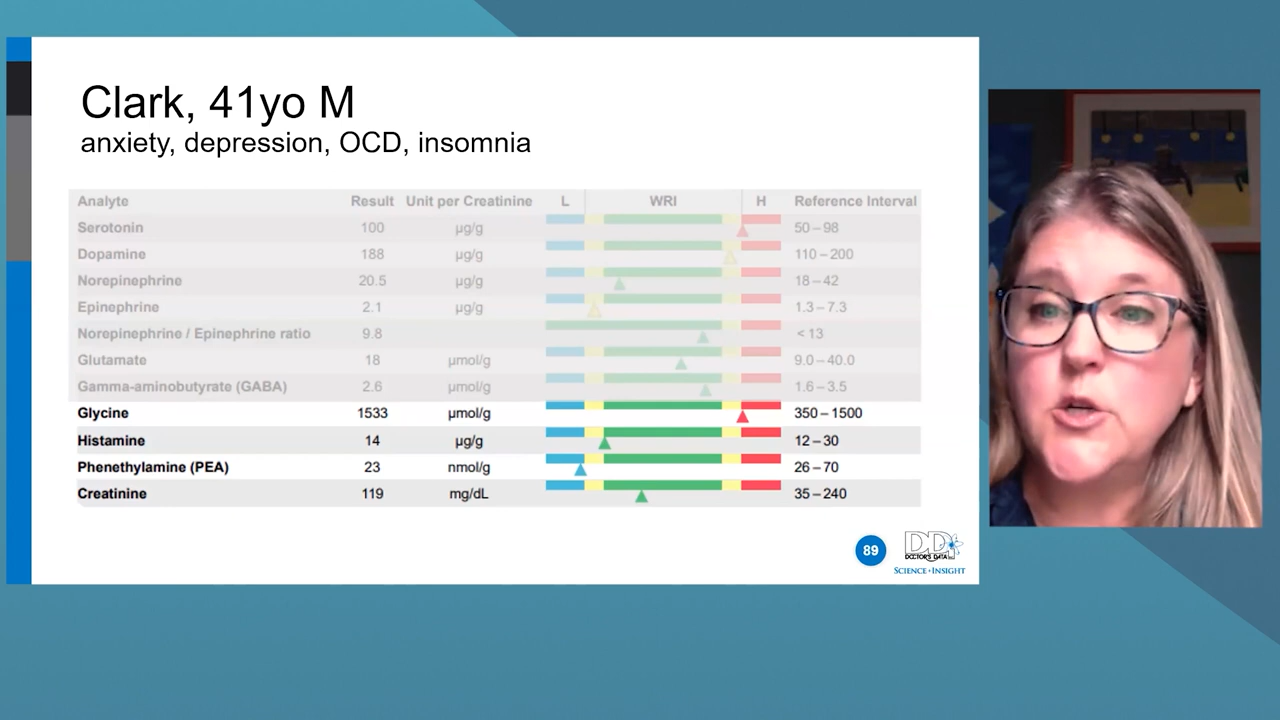 Clark, 41yo M
anxiety, depression, OCD, insomnia
Analyte Result Unit per Creatinine L WRI H Reference Interval
Serotonin 100 µg/g 50 – 98
Dopamine 188 µg/g 110 – 200
Norepinephrine 20.5 µg/g 18 – 42
Epinephrine 2.1 µg/g 1.3 – 7.3
Norepinephrine / Epinephrine ratio 9.8 < 13
Glutamate 18 µmol/g 9.0 – 40.0
Gamma-aminobutyrate (GABA) 2.6 µmol/g 1.6 – 3.5
Glycine 1533 µmol/g 350 – 1500
Histamine 14 µg/g 12 – 30
Phenethylamine (PEA) 23 nmol/g 26 – 70
Creatinine 119 mg/dL 35 – 240
89
DDI
DOCTOR'S DATA
SCIENCE + INSIGHT